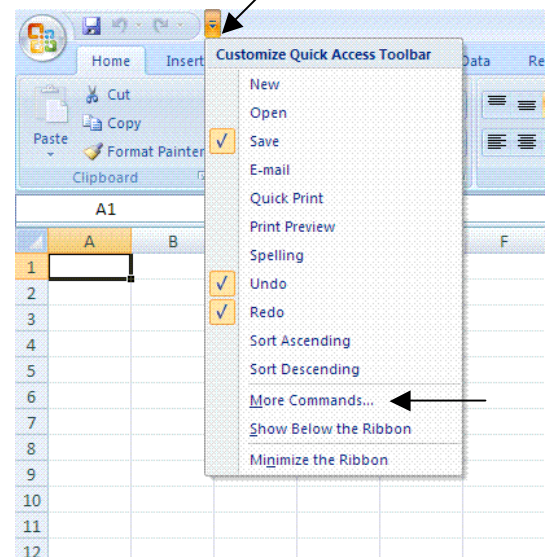 Home Insert Data Re
Customize Quick Access Toolbar
New
Open
Save
E-mail
Quick Print
Print Preview
Spelling
Undo
Redo
Sort Ascending
Sort Descending
More Commands...
Show Below the Ribbon
Minimize the Ribbon
Paste
Cut
Copy
Format Painter
Clipboard
A1
A B F
1
2
3
4
5
6
7
8
9
10
11
12